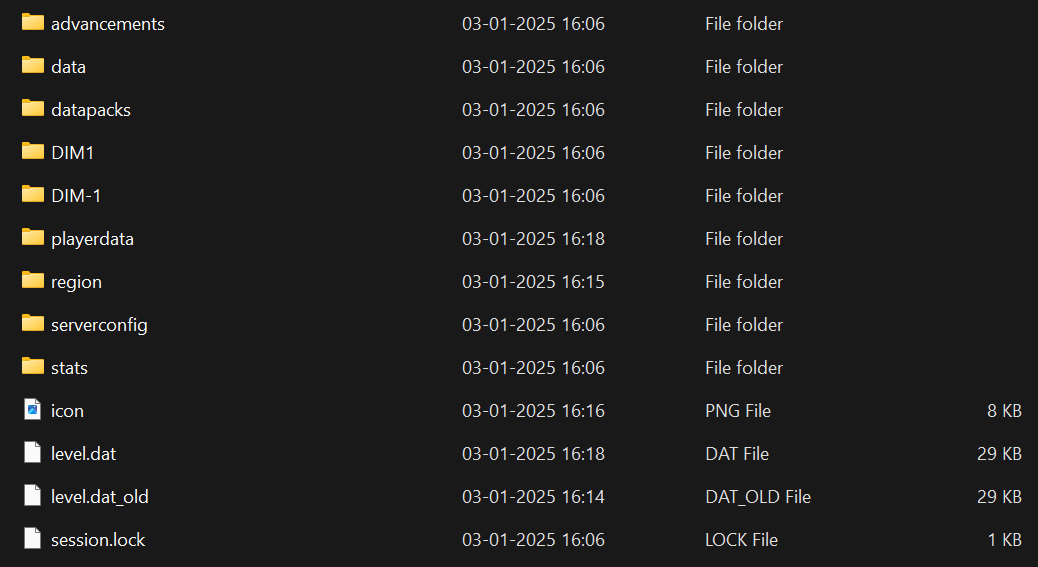 advancements 03-01-2025 16:06 File folder
data 03-01-2025 16:06 File folder
datapacks 03-01-2025 16:06 File folder
DIM1 03-01-2025 16:06 File folder
DIM-1 03-01-2025 16:06 File folder
playerdata 03-01-2025 16:18 File folder
region 03-01-2025 16:15 File folder
serverconfig 03-01-2025 16:06 File folder
stats 03-01-2025 16:06 File folder
icon 03-01-2025 16:16 PNG File 8 KB
level.dat 03-01-2025 16:18 DAT File 29 KB
level.dat_old 03-01-2025 16:14 DAT_OLD File 29 KB
session.lock 03-01-2025 16:06 LOCK File 1 KB